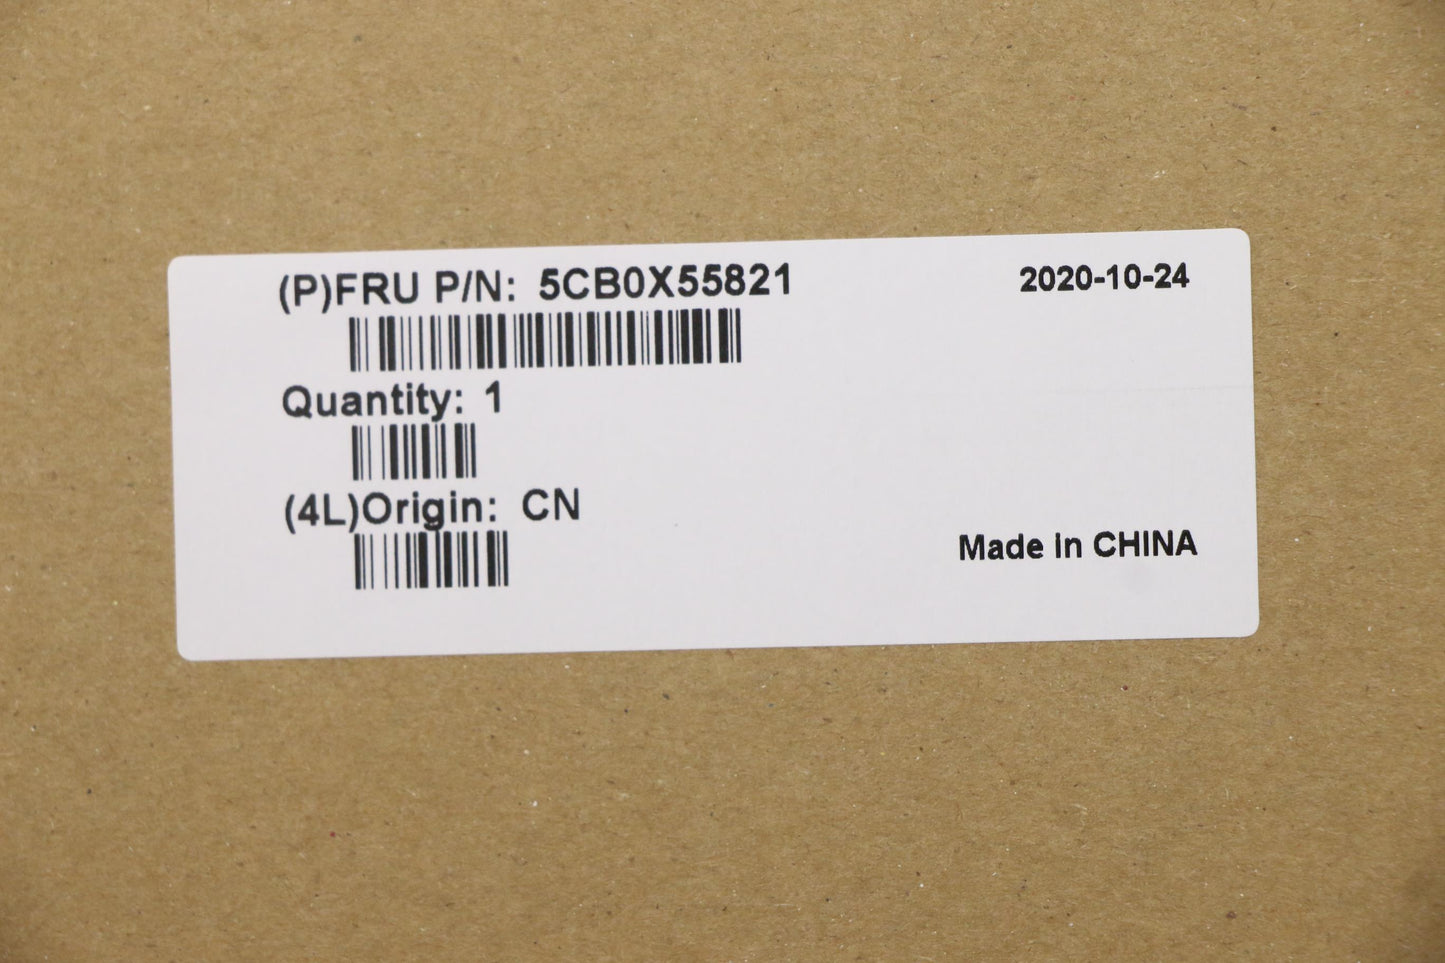 (P)FRU P/N: 5CB0X55821
2020-10-24
Quantity: 1
(4L)Origin: CN
Made in CHINA